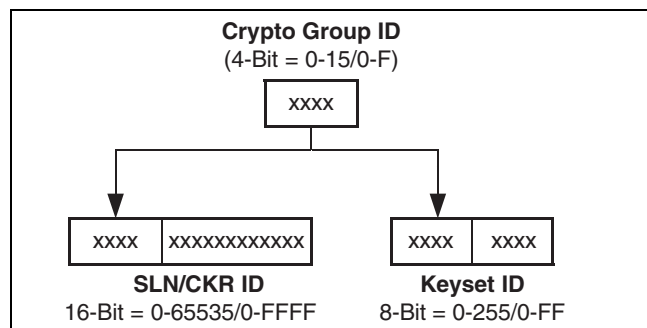 Crypto Group ID
(4-Bit = 0-15/0-F)
xxxx
xxxx xxxxxxxxxxxx
xxxx xxxx
SLN/CKR ID
16-Bit = 0-65535/0-FFFF
Keyset ID
8-Bit = 0-255/0-FF